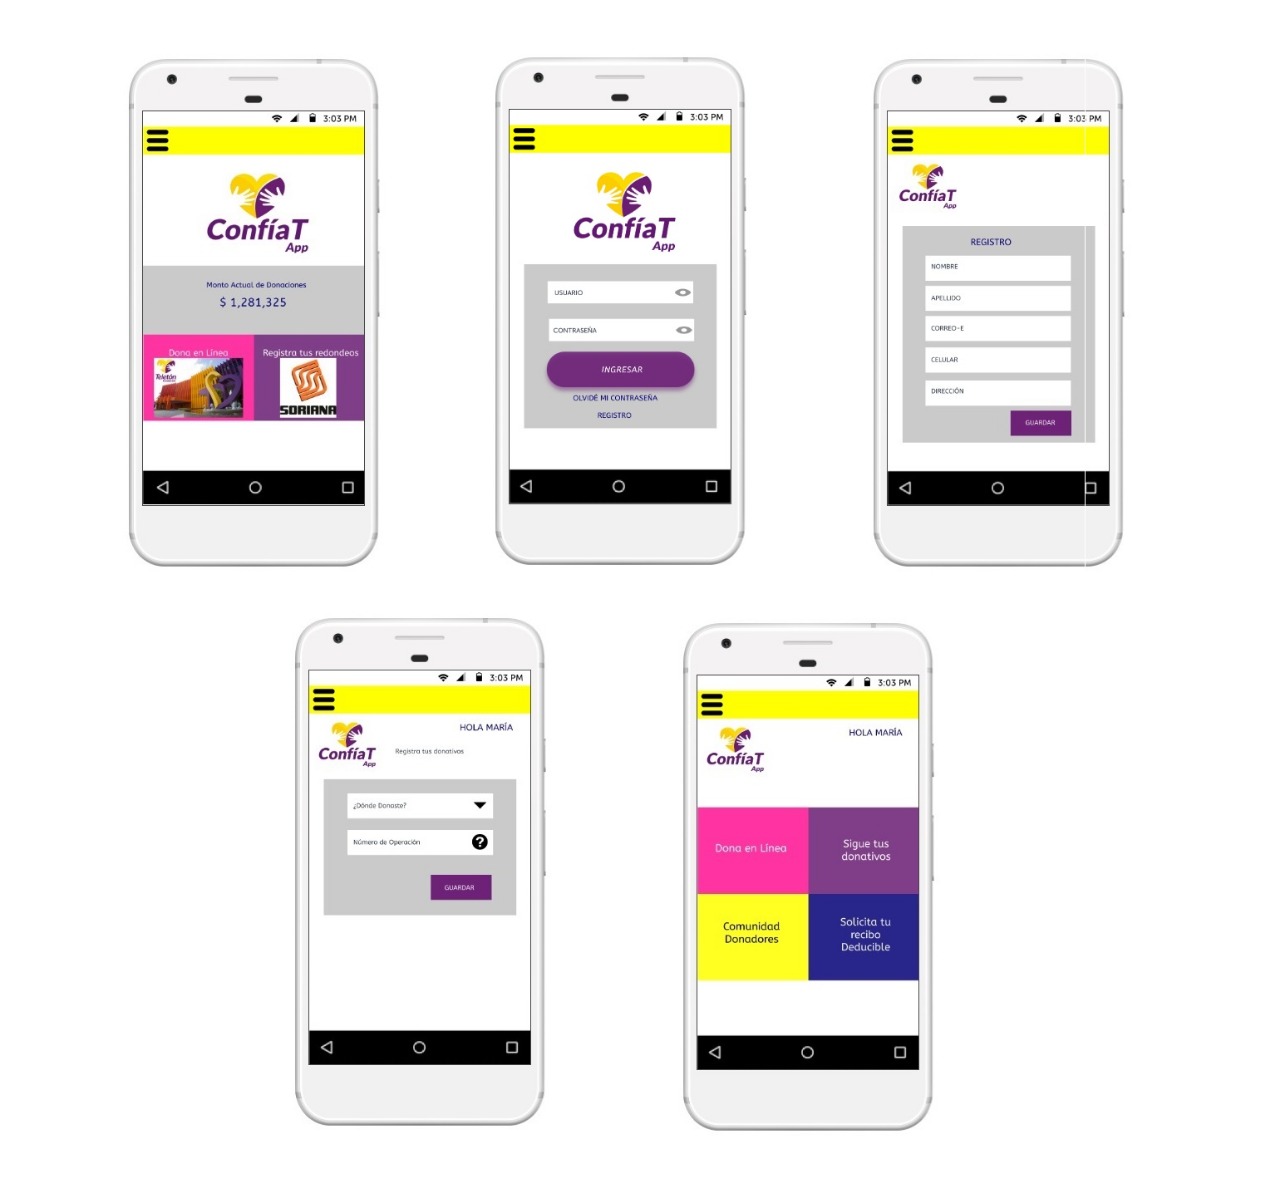 3:03 PM
ConfíaT
App
Monto Actual de Donaciones
$ 1,281,325
Dona en Línea
Teletón
Registra tus redondeos
SORIANA
3:03 PM
ConfíaT
App
USUARIO
CONTRASEÑA
INGRESAR
OLVIDÉ MI CONTRASEÑA
REGISTRO
3:03 PM
ConfíaT
App
REGISTRO
NOMBRE
APELLIDO
CORREO-E
CELULAR
DIRECCIÓN
GUARDAR
3:03 PM
HOLA MARÍA
ConfíaT
App
Registra tus donativos
¿Dónde Donaste?
Número de Operación
?
GUARDAR
3:03 PM
HOLA MARÍA
ConfíaT
App
Dona en Línea
Sigue tus
donativos
Comunidad
Donadores
Solicita tu
recibo
Deducible